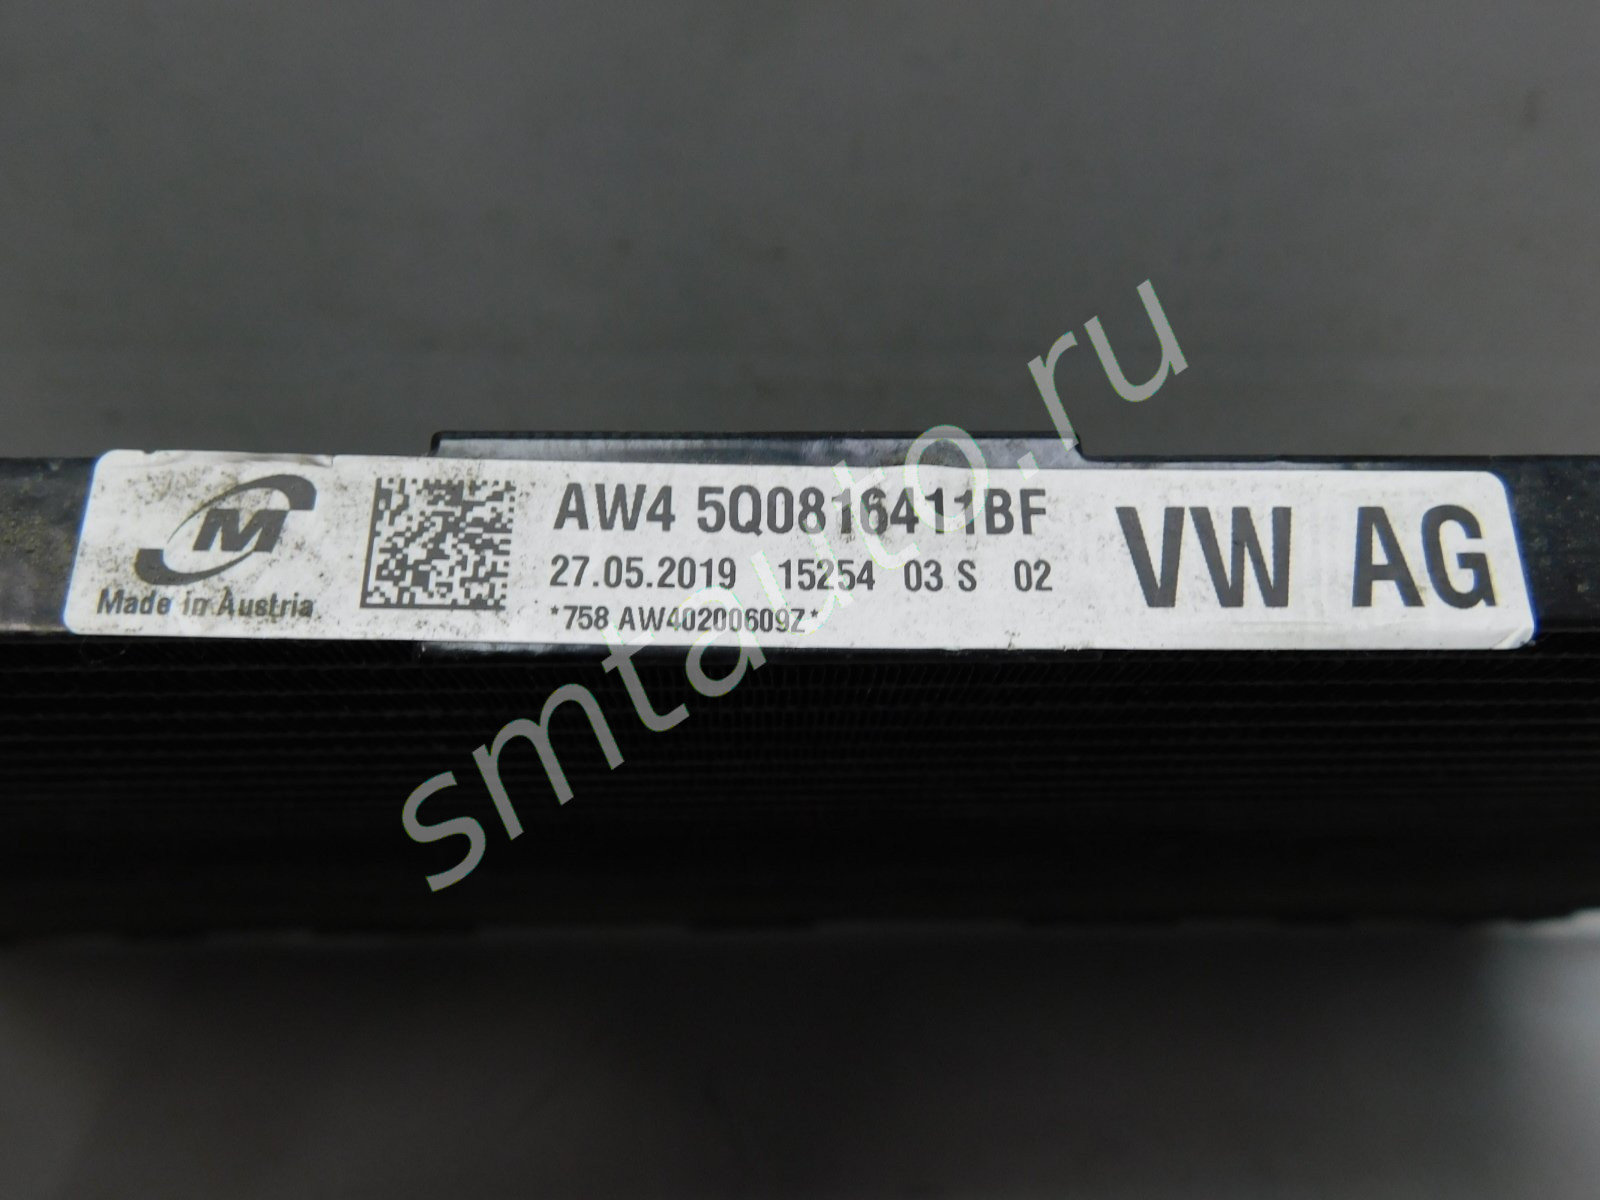 M
Made in Austria
AW4 5Q0816411BF
27.05.2019 15254 03 S 02
*758 AW40200609Z*
VW AG
smtauto.ru